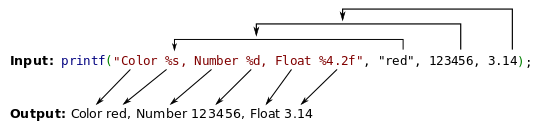 Input: printf("Color %s, Number %d, Float %4.2f", "red", 123456, 3.14);
Output: Color red, Number 123456, Float 3.14